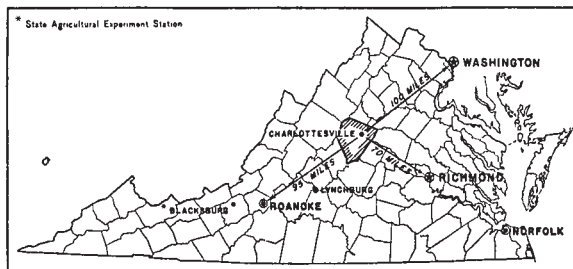 * State Agricultural Experiment Station
WASHINGTON
100 MILES
CHARLOTTESVILLE
70 MILES
95 MILES
RICHMOND
LYNCHBURG
* BLACKSBURG *
ROANOKE
NORFOLK